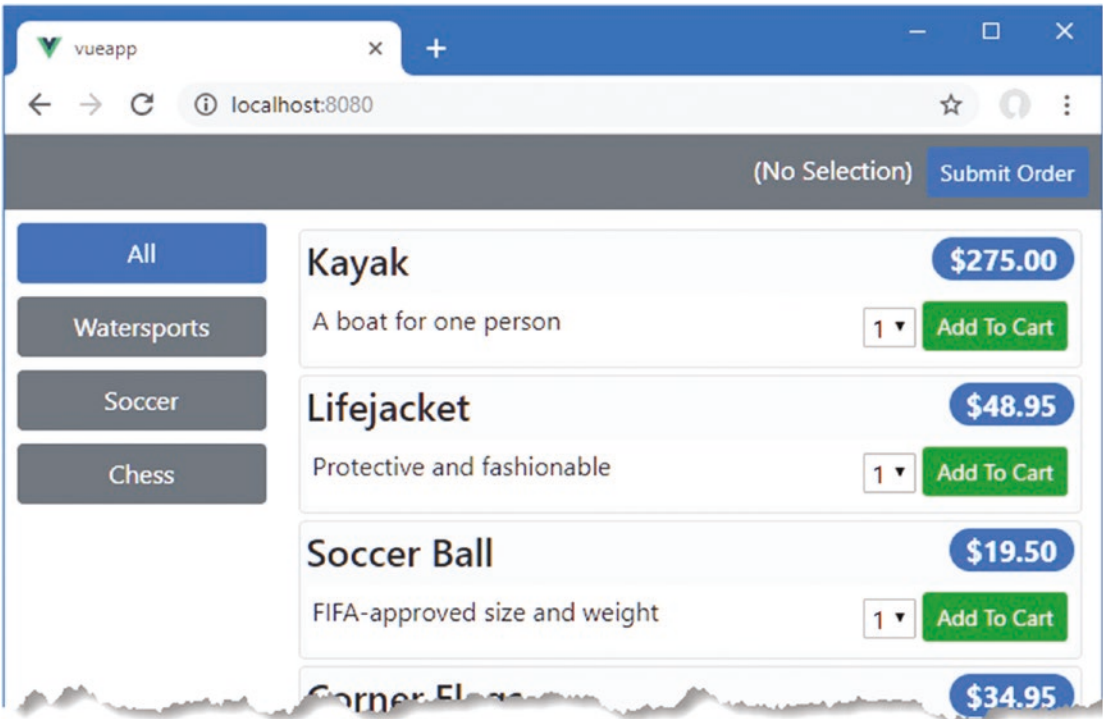 vueapp
localhost:8080
(No Selection) Submit Order
All
Watersports
Soccer
Chess
Kayak $275.00
A boat for one person 1 Add To Cart
Lifejacket $48.95
Protective and fashionable 1 Add To Cart
Soccer Ball $19.50
FIFA-approved size and weight 1 Add To Cart
Corner Flags $34.95